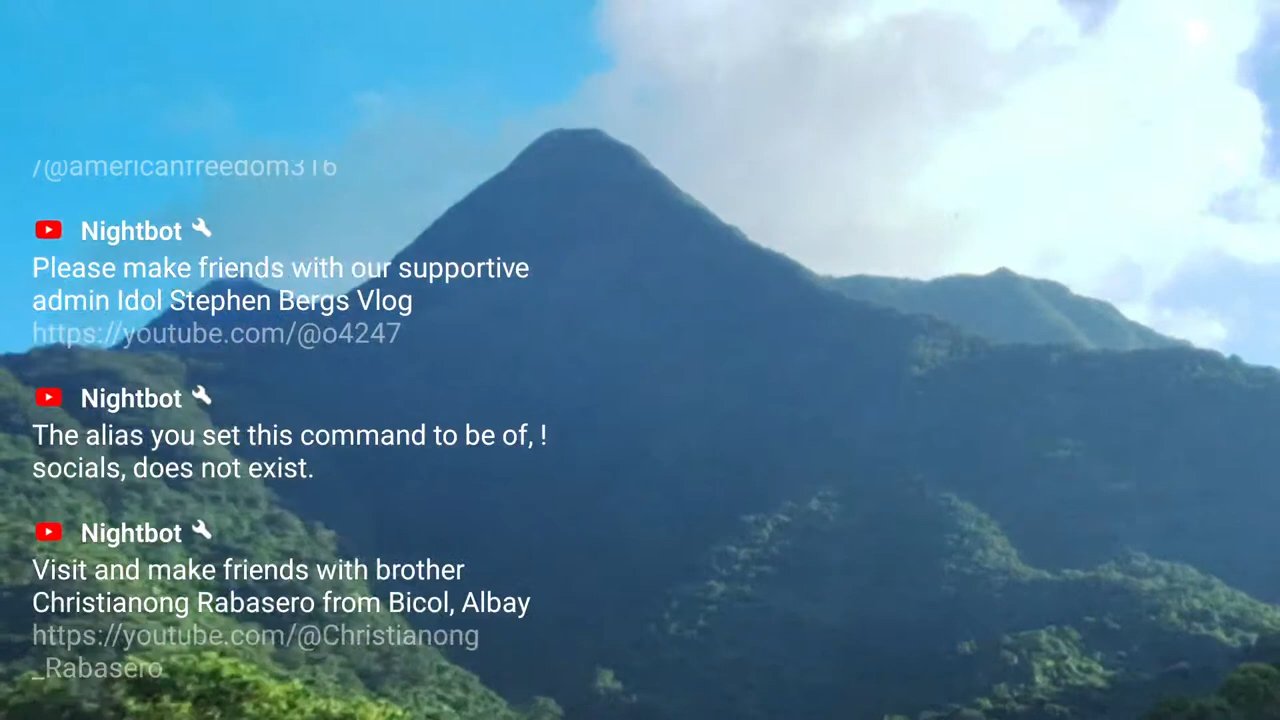 /@americanfreedom316
Nightbot
Please make friends with our supportive
admin Idol Stephen Bergs Vlog
https://youtube.com/@o4247
Nightbot
The alias you set this command to be of, !
socials, does not exist.
Nightbot
Visit and make friends with brother
Christianong Rabasero from Bicol, Albay
https://youtube.com/@Christianong
_Rabasero